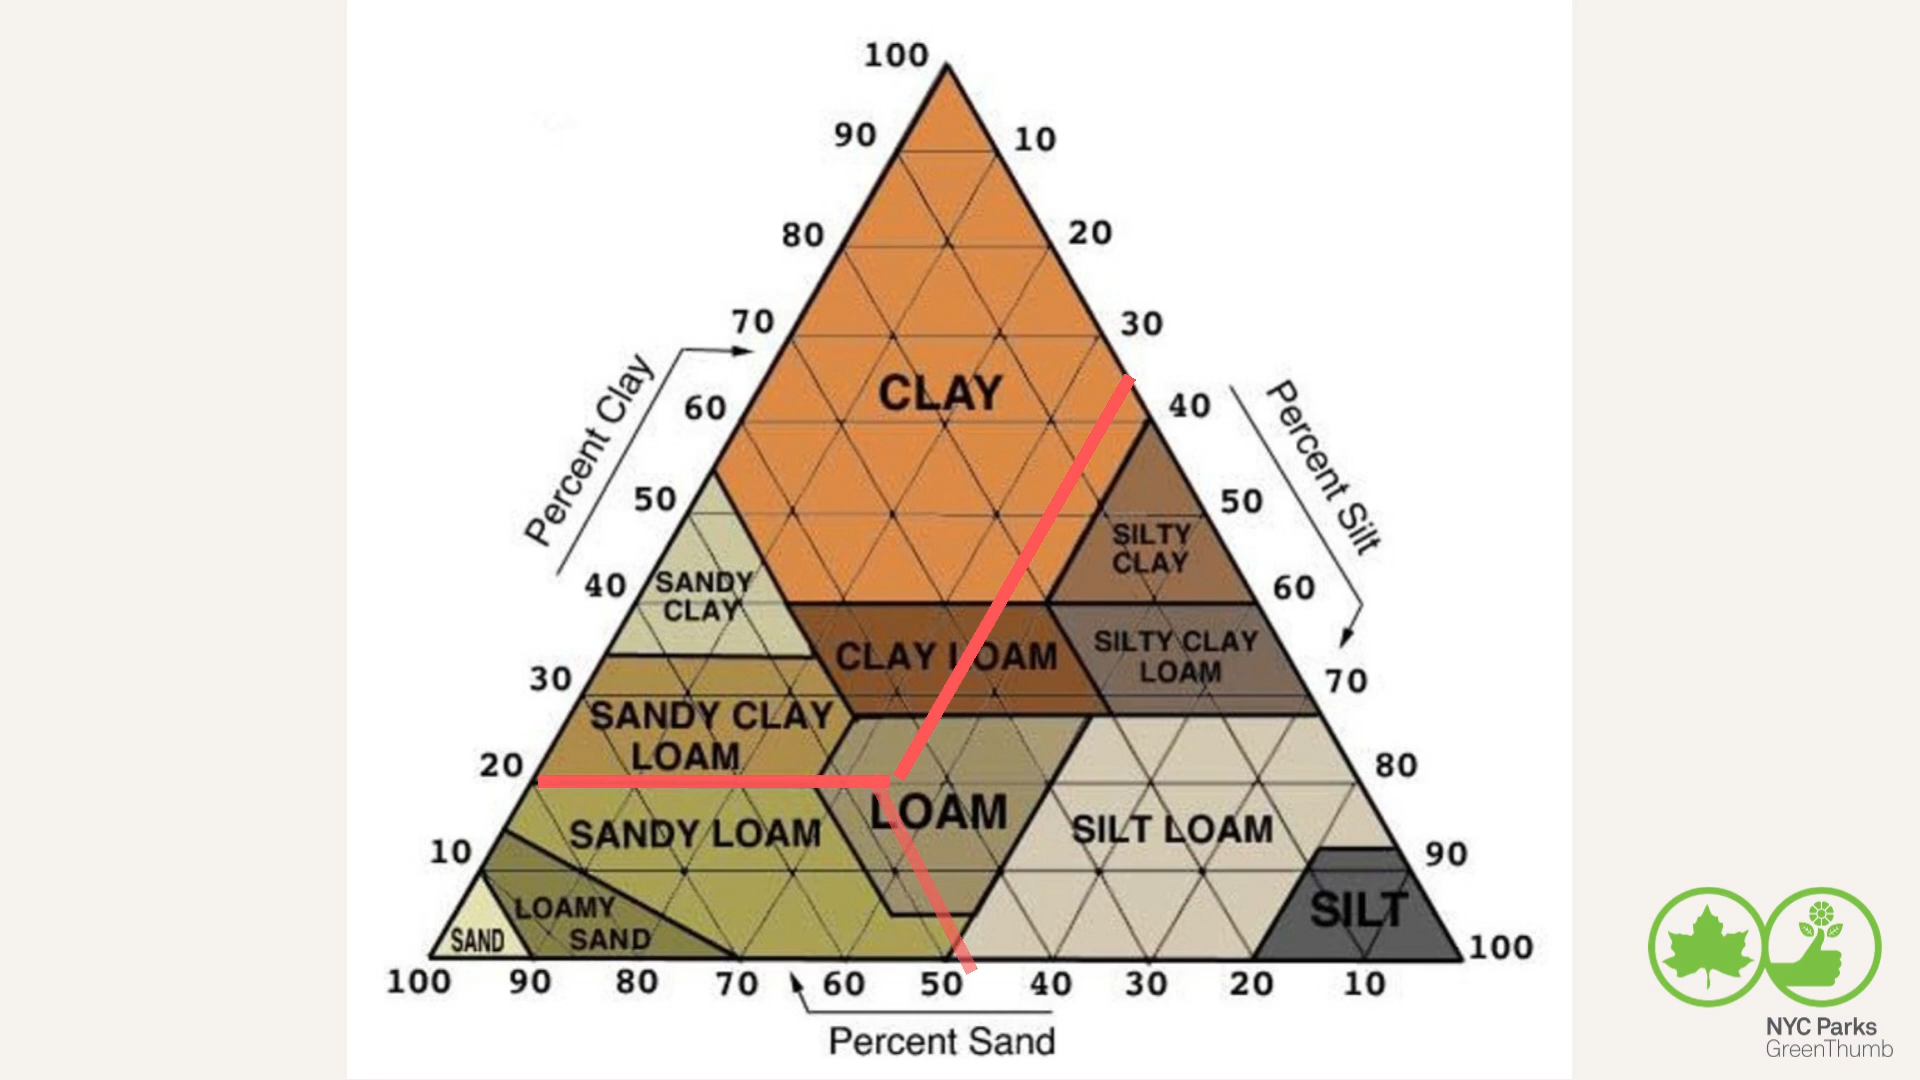 100
90
10
80
20
70
30
CLAY
60
40
Percent Clay
Percent Silt
50
50
SILTY
CLAY
40
SANDY
CLAY
60
CLAY LOAM
SILTY CLAY
LOAM
30
70
SANDY CLAY
LOAM
20
80
LOAM
SANDY LOAM
SILT LOAM
10
90
LOAMY
SAND
SAND
SILT
100
100
90
80
70
60
50
40
30
20
10
Percent Sand
NYC Parks
GreenThumb